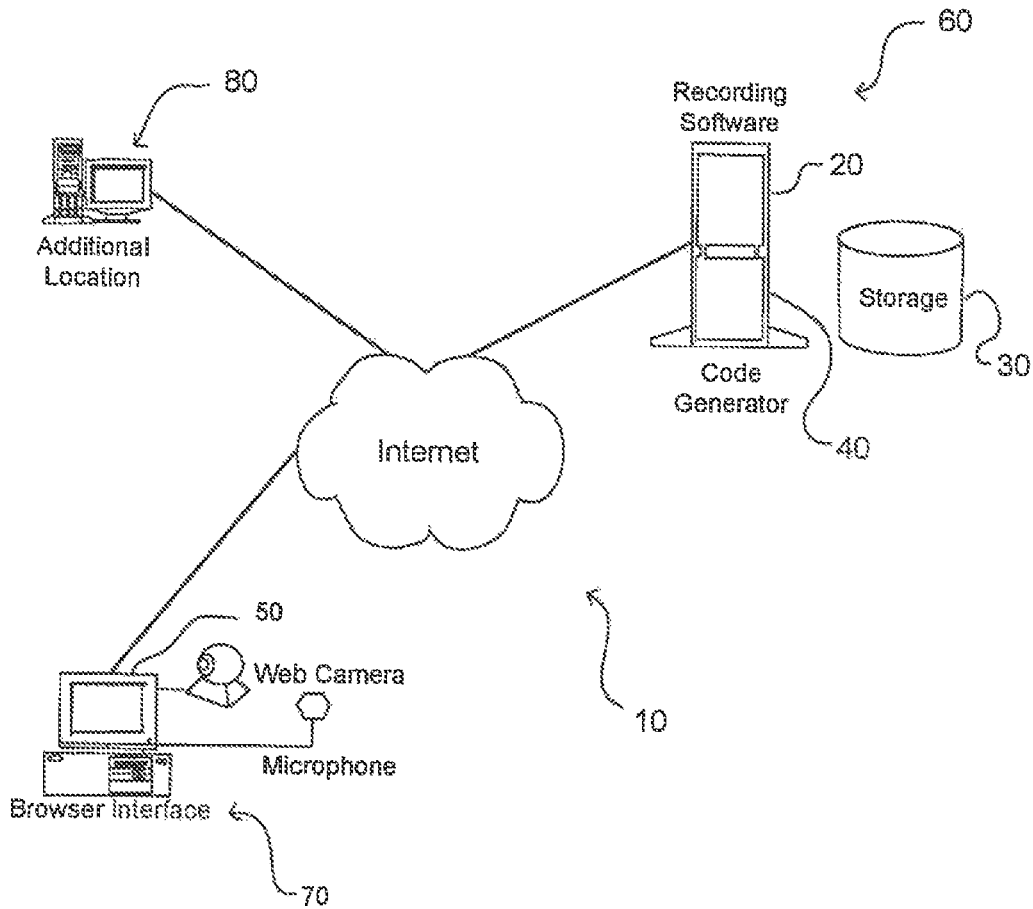 60
80
Recording
Software
20
Additional
Location
Storage
30
Code
Generator
40
Internet
50
Web Camera
10
Microphone
Browser Interface
70